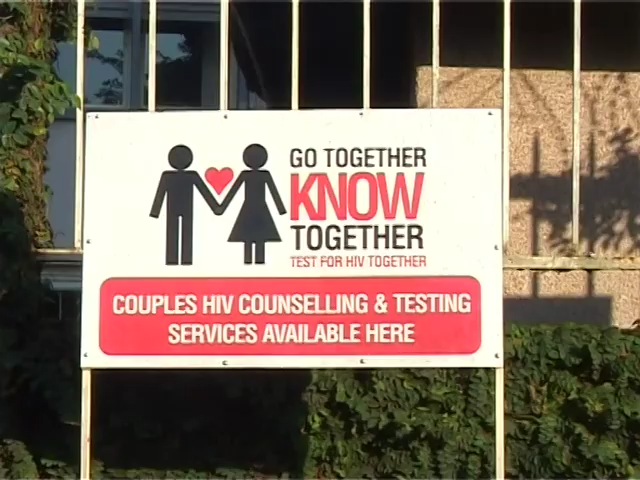 GO TOGETHER
KNOW
TOGETHER
TEST FOR HIV TOGETHER
COUPLES HIV COUNSELLING & TESTING
SERVICES AVAILABLE HERE